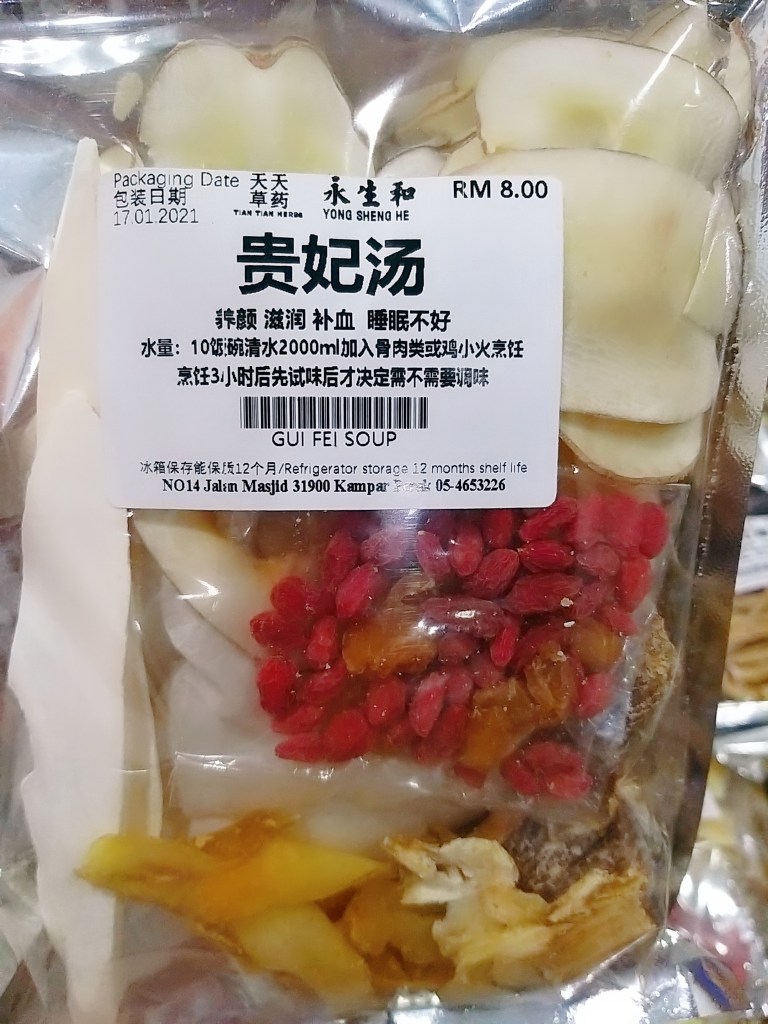 Packaging Date
包装日期
17.01.2021
天天
草药
TIAN TIAN HERBS
永生和
YONG SHENG HE
RM 8.00
贵妃汤
养颜 滋润 补血 睡眠不好
水量：10饭碗清水2000ml加入骨肉类或鸡小火烹饪
烹饪3小时后先试味后才决定需不需要调味
GUI FEI SOUP
冰箱保存能保质12个月/Refrigerator storage 12 months shelf life
NO14 Jalan Masjid 31900 Kampar Perak 05-4653226